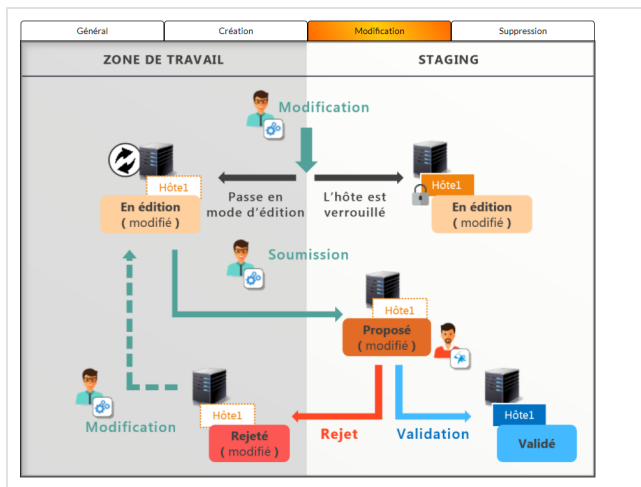 Général
Création
Modification
Suppression
ZONE DE TRAVAIL
STAGING
Modification
Hôte1
En édition
( modifié )
Passe en
mode d'édition
L'hôte est
verrouillé
Hôte1
En édition
( modifié )
Soumission
Hôte1
Proposé
( modifié )
Modification
Hôte1
Rejeté
( modifié )
Rejet
Validation
Hôte1
Validé